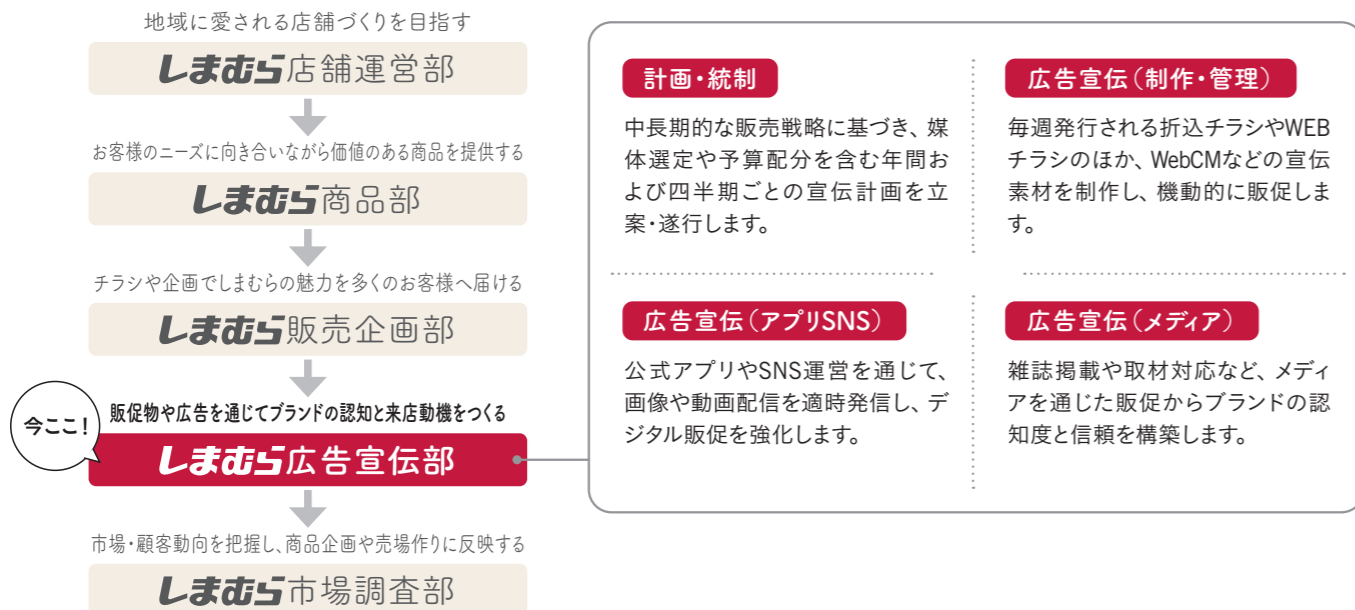 地域に愛される店舗づくりを目指す
しまむら店舗運営部
お客様のニーズに向き合いながら価値のある商品を提供する
しまむら商品部
チラシや企画でしまむらの魅力を多くのお客様へ届ける
しまむら販売企画部
今ここ!
販促物や広告を通じてブランドの認知と来店動機をつくる
しまむら広告宣伝部
市場・顧客動向を把握し、商品企画や売場作りに反映する
しまむら市場調査部
計画・統制
中長期的な販売戦略に基づき、媒
体選定や予算配分を含む年間お
よび四半期ごとの宣伝計画を立
案・遂行します。
広告宣伝(制作・管理)
毎週発行される折込チラシやWEB
チラシのほか、WebCMなどの宣伝
素材を制作し、機動的に販促しま
す。
広告宣伝(アプリSNS)
公式アプリやSNS運営を通じて、
画像や動画配信を適時発信し、デ
ジタル販促を強化します。
広告宣伝(メディア)
雑誌掲載や取材対応など、メディ
アを通じた販促からブランドの認
知度と信頼を構築します。